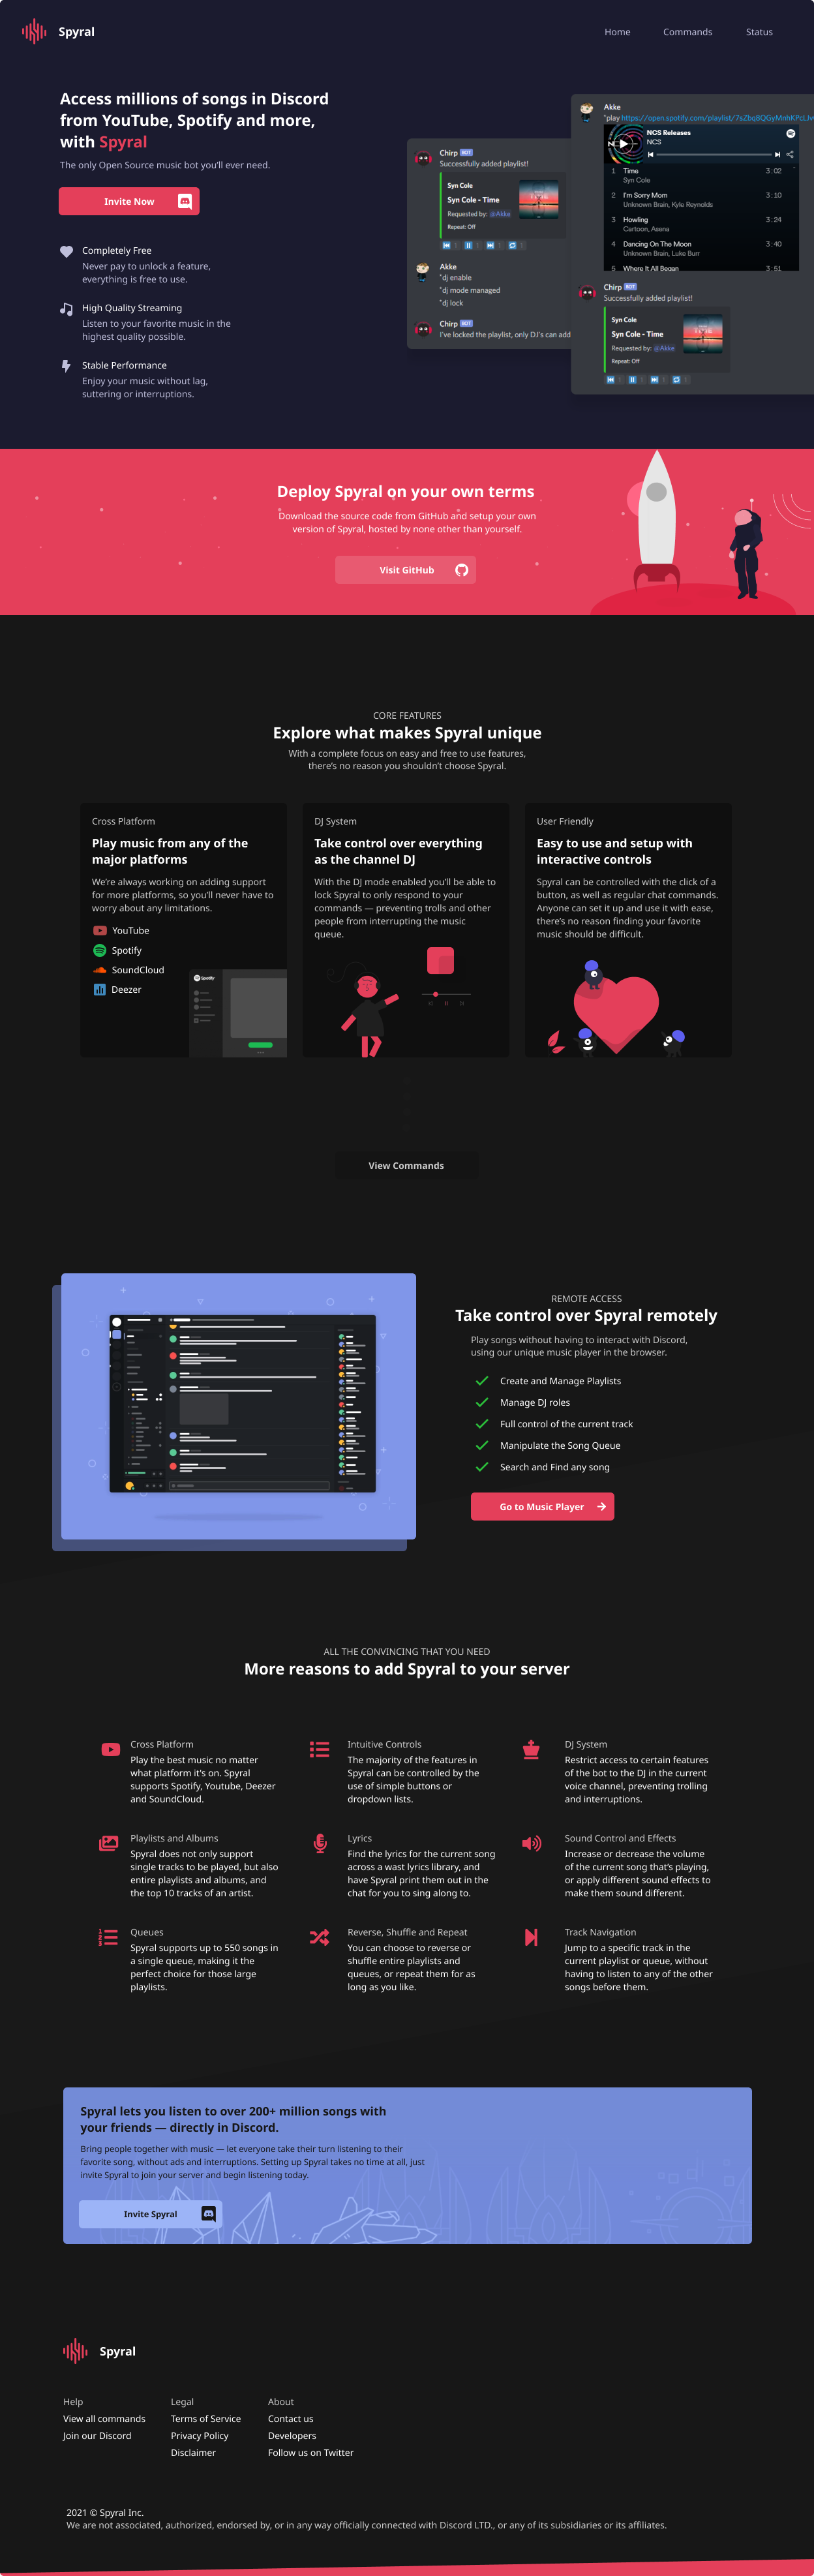 Spyral
Home
Commands
Status
Access millions of songs in Discord
from YouTube, Spotify and more,
with Spyral
The only Open Source music bot you'll ever need.
Invite Now
Completely Free
Never pay to unlock a feature,
everything is free to use.
High Quality Streaming
Listen to your favorite music in the
highest quality possible.
Stable Performance
Enjoy your music without lag,
suttering or interruptions.
Chirp BOT
Successfully added playlist!
Syn Cole
Syn Cole - Time
Requested by: @Akke
Repeat: Off
Akke
"dj enable
"dj mode managed
"dj lock
Chirp BOT
I've locked the playlist, only DJ's can add
Akke
NCS Releases
NCS
1 Time 3:02
Syn Cole
2 I'm Sorry Mom 3:10
Unknown Brain, Kyle Reynolds
3 Howling 3:24
Cartoon, Asena
4 Dancing On The Moon 3:40
Unknown Brain, Luke Burr
5 Where It All Began 3:51
Chirp BOT
Successfully added playlist!
Syn Cole
Syn Cole - Time
Requested by: @Akke
Repeat: Off
Deploy Spyral on your own terms
Download the source code from GitHub and setup your own
version of Spyral, hosted by none other than yourself.
Visit GitHub
CORE FEATURES
Explore what makes Spyral unique
With a complete focus on easy and free to use features,
there's no reason you shouldn't choose Spyral.
Cross Platform
Play music from any of the
major platforms
We're always working on adding support
for more platforms, so you'll never have to
worry about any limitations.
YouTube
Spotify
SoundCloud
Deezer
Spotify
DJ System
Take control over everything
as the channel DJ
With the DJ mode enabled you'll be able to
lock Spyral to only respond to your
commands — preventing trolls and other
people from interrupting the music
queue.
User Friendly
Easy to use and setup with
interactive controls
Spyral can be controlled with the click of a
button, as well as regular chat commands.
Anyone can set it up and use it with ease,
there's no reason finding your favorite
music should be difficult.
View Commands
REMOTE ACCESS
Take control over Spyral remotely
Play songs without having to interact with Discord,
using our unique music player in the browser.
Create and Manage Playlists
Manage DJ roles
Full control of the current track
Manipulate the Song Queue
Search and Find any song
Go to Music Player
ALL THE CONVINCING THAT YOU NEED
More reasons to add Spyral to your server
Cross Platform
Play the best music no matter
what platform it's on. Spyral
supports Spotify, Youtube, Deezer
and SoundCloud.
Intuitive Controls
The majority of the features in
Spyral can be controlled by the
use of simple buttons or
dropdown lists.
DJ System
Restrict access to certain features
of the bot to the DJ in the current
voice channel, preventing trolling
and interruptions.
Playlists and Albums
Spyral does not only support
single tracks to be played, but also
entire playlists and albums, and
the top 10 tracks of an artist.
Lyrics
Find the lyrics for the current song
across a wast lyrics library, and
have Spyral print them out in the
chat for you to sing along to.
Sound Control and Effects
Increase or decrease the volume
of the current song that's playing,
or apply different sound effects to
make them sound different.
Queues
Spyral supports up to 550 songs in
a single queue, making it the
perfect choice for those large
playlists.
Reverse, Shuffle and Repeat
You can choose to reverse or
shuffle entire playlists and
queues, or repeat them for as
long as you like.
Track Navigation
Jump to a specific track in the
current playlist or queue, without
having to listen to any of the other
songs before them.
Spyral lets you listen to over 200+ million songs with
your friends — directly in Discord.
Bring people together with music — let everyone take their turn listening to their
favorite song, without ads and interruptions. Setting up Spyral takes no time at all, just
invite Spyral to join your server and begin listening today.
Invite Spyral
Spyral
Help
View all commands
Join our Discord
Legal
Terms of Service
Privacy Policy
Disclaimer
About
Contact us
Developers
Follow us on Twitter
2021 © Spyral Inc.
We are not associated, authorized, endorsed by, or in any way officially connected with Discord LTD., or any of its subsidiaries or its affiliates.